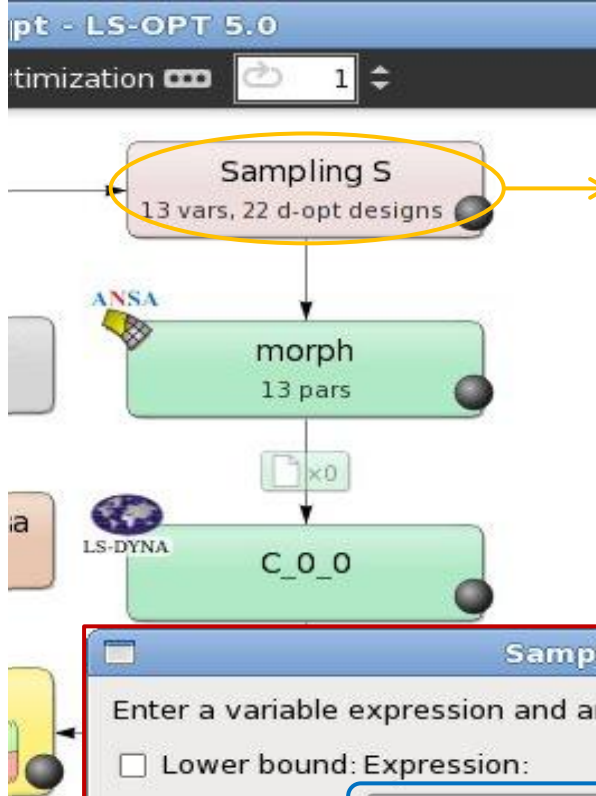 pt - LS-OPT 5.0
timization 1
Sampling S
13 vars, 22 d-opt designs
ANSA
morph
13 pars
×0
LS-DYNA
C_0_0
Samp
Enter a variable expression and
Lower bound: Expression: